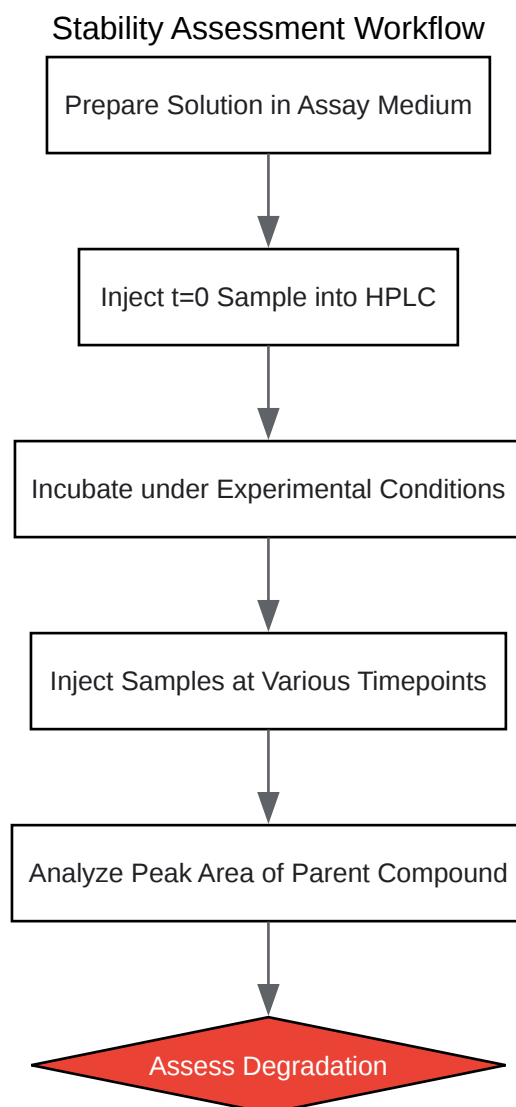 Stability Assessment Workflow
Prepare Solution in Assay Medium
Inject t=0 Sample into HPLC
Incubate under Experimental Conditions
Inject Samples at Various Timepoints
Analyze Peak Area of Parent Compound
Assess Degradation